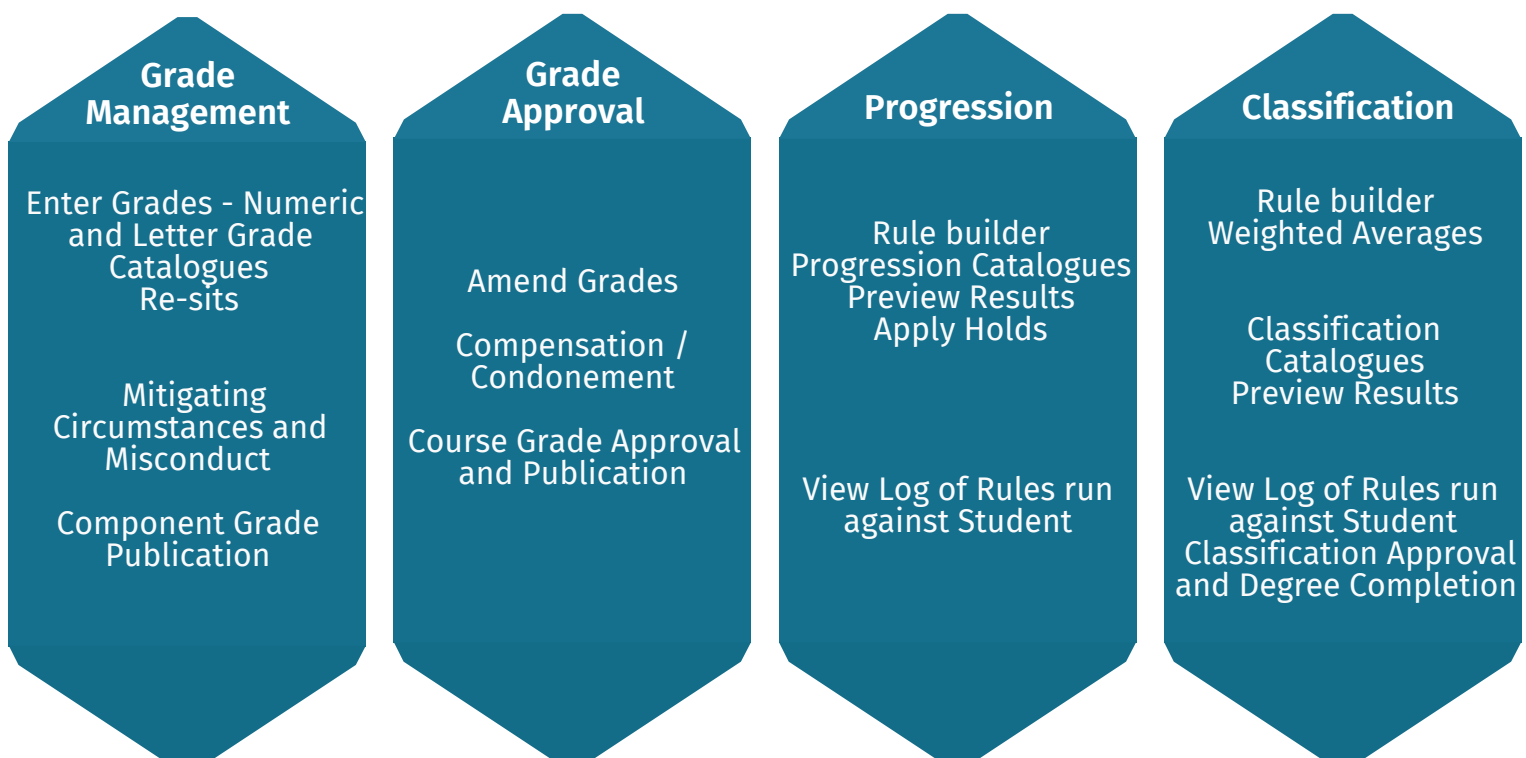 Grade
Management
Enter Grades - Numeric
and Letter Grade
Catalogues
Re-sits
Mitigating
Circumstances and
Misconduct
Component Grade
Publication
Grade
Approval
Amend Grades
Compensation /
Condonement
Course Grade Approval
and Publication
Progression
Rule builder
Progression Catalogues
Preview Results
Apply Holds
View Log of Rules run
against Student
Classification
Rule builder
Weighted Averages
Classification
Catalogues
Preview Results
View Log of Rules run
against Student
Classification Approval
and Degree Completion